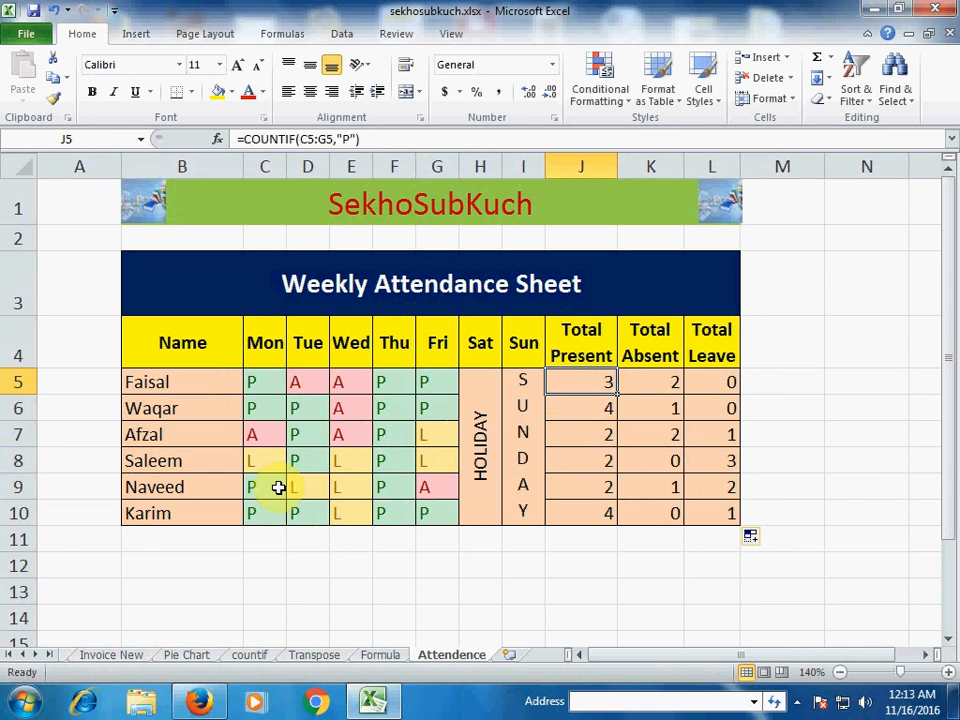 sekhosubkuch.xlsx - Microsoft Excel
File Home Insert Page Layout Formulas Data Review View
Paste
Calibri 11
B I U
General
$ % ,
Conditional Formatting
Format as Table
Cell Styles
Insert
Delete
Format
Σ
Sort & Filter
Find & Select
Clipboard Font Alignment Number Styles Cells Editing
J5 fx =COUNTIF(C5:G5,"P")
A B C D E F G H I J K L M N
1 SekhoSubKuch
2
3 Weekly Attendance Sheet
4 Name Mon Tue Wed Thu Fri Sat Sun Total Present Total Absent Total Leave
5 Faisal P A A P P S 3 2 0
6 Waqar P P A P P U 4 1 0
7 Afzal A P A P L HOLIDAY N 2 2 1
8 Saleem L P L P L D 2 0 3
9 Naveed P L L P A A 2 1 2
10 Karim P P L P P Y 4 0 1
11
12
13
14
15
Invoice New Pie Chart countif Transpose Formula Attendence
Ready 140%
Address
12:13 AM
11/16/2016